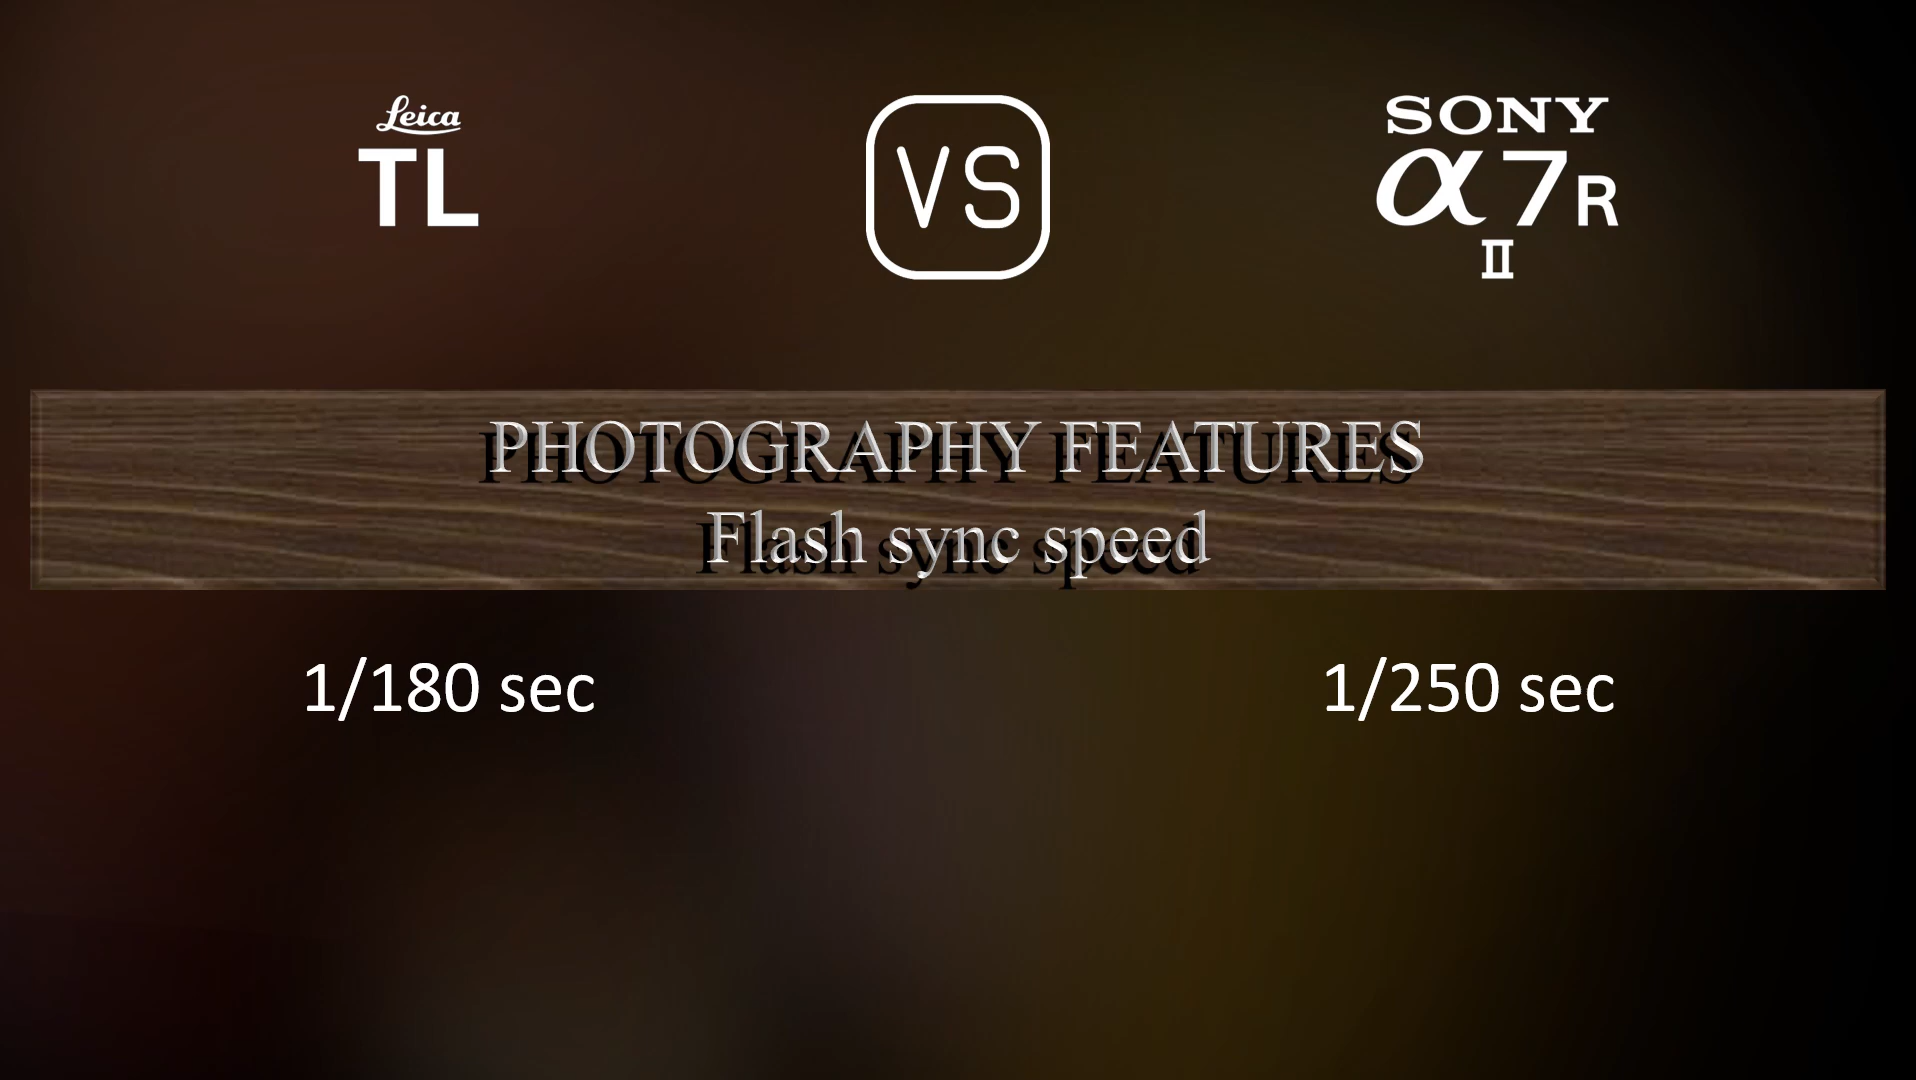 Leica
TL
VS
SONY
α7R
II
PHOTOGRAPHY FEATURES
Flash sync speed
1/180 sec
1/250 sec